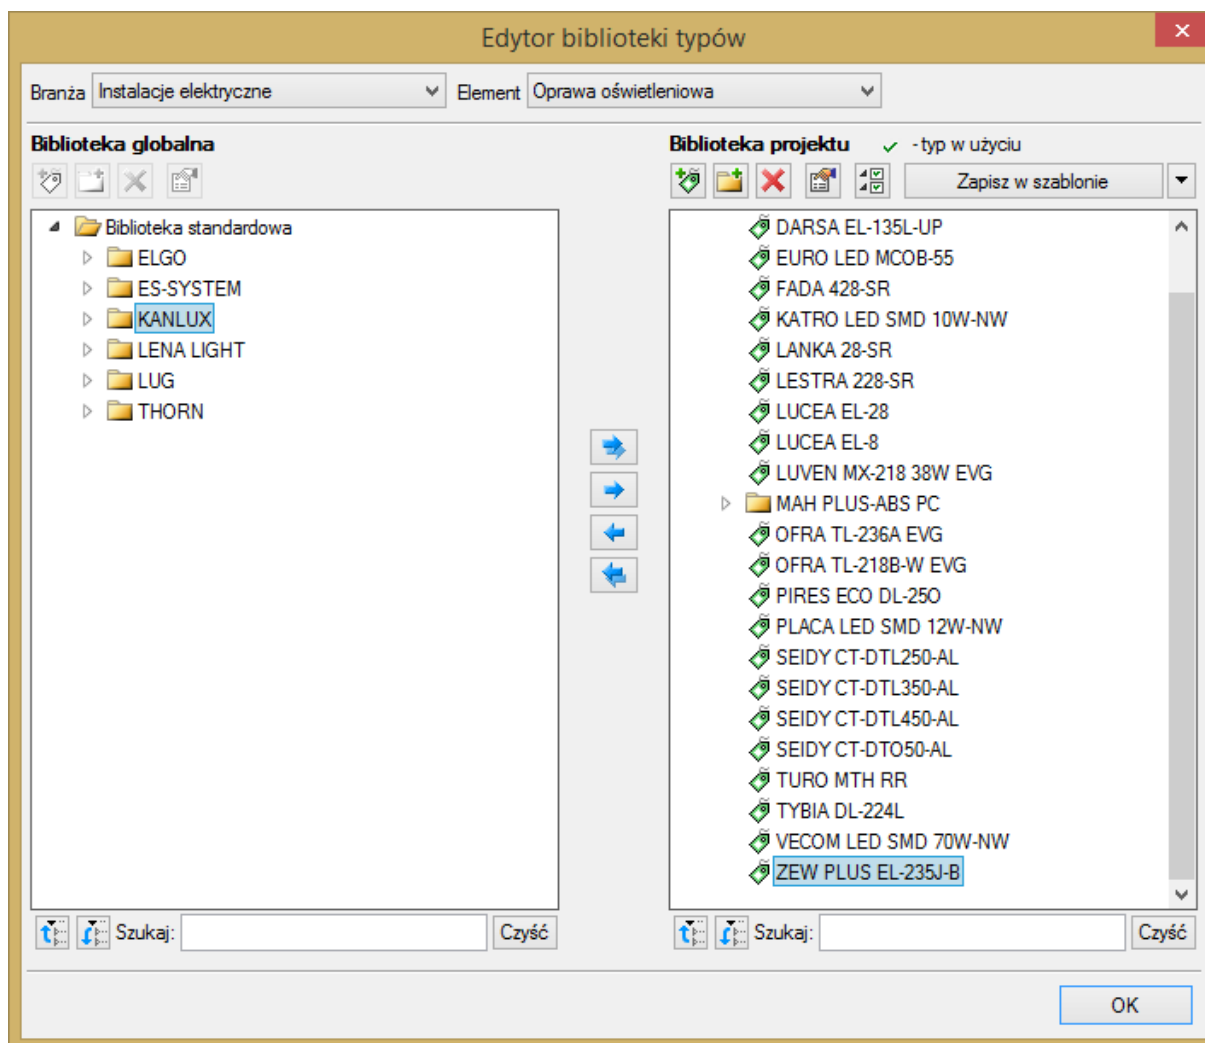 Edytor biblioteki typów
Branża Instalacje elektryczne Element Oprawa oświetleniowa
Biblioteka globalna
Biblioteka standardowa
ELGO
ES-SYSTEM
KANLUX
LENA LIGHT
LUG
THORN
Szukaj: Czyść
Biblioteka projektu - typ w użyciu
Zapisz w szablonie
DARSA EL-135L-UP
EURO LED MCOB-55
FADA 428-SR
KATRO LED SMD 10W-NW
LANKA 28-SR
LESTRA 228-SR
LUCEA EL-28
LUCEA EL-8
LUVEN MX-218 38W EVG
MAH PLUS-ABS PC
OFRA TL-236A EVG
OFRA TL-218B-W EVG
PIRES ECO DL-25O
PLACA LED SMD 12W-NW
SEIDY CT-DTL250-AL
SEIDY CT-DTL350-AL
SEIDY CT-DTL450-AL
SEIDY CT-DTO50-AL
TURO MTH RR
TYBIA DL-224L
VECOM LED SMD 70W-NW
ZEW PLUS EL-235J-B
Szukaj: Czyść
OK